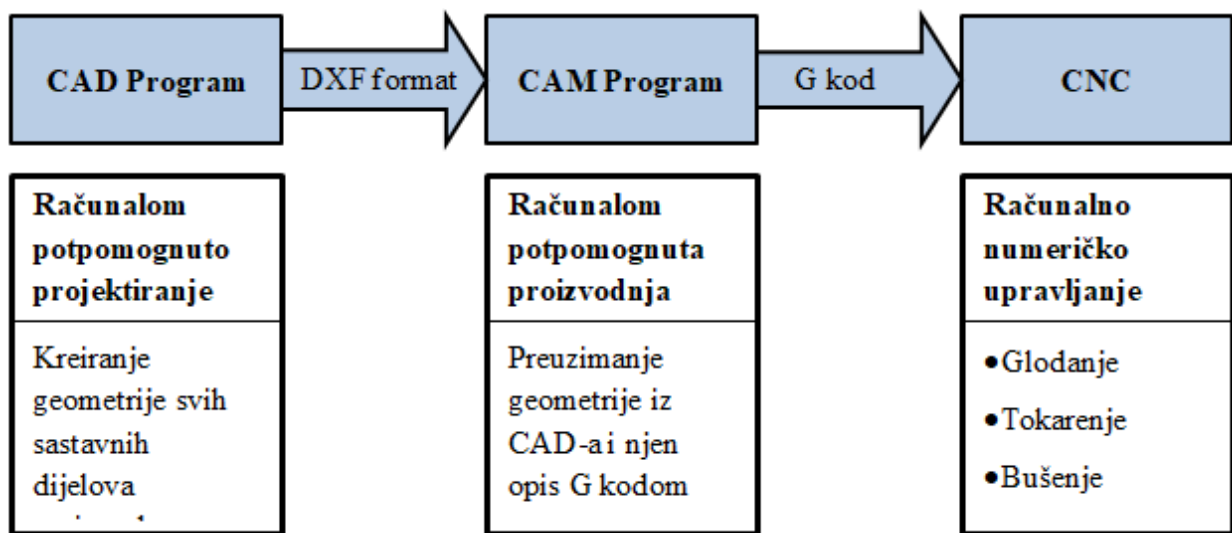 CAD Program
DXF format
CAM Program
G kod
CNC
Računalom
potpomognuto
projektiranje
Kreiranje
geometrije svih
sastavnih
dijelova
Računalom
potpomognuta
proizvodnja
Preuzimanje
geometrije iz
CAD-a i njen
opis G kodom
Računalno
numeričko
upravljanje
•Glodanje
•Tokarenje
•Bušenje